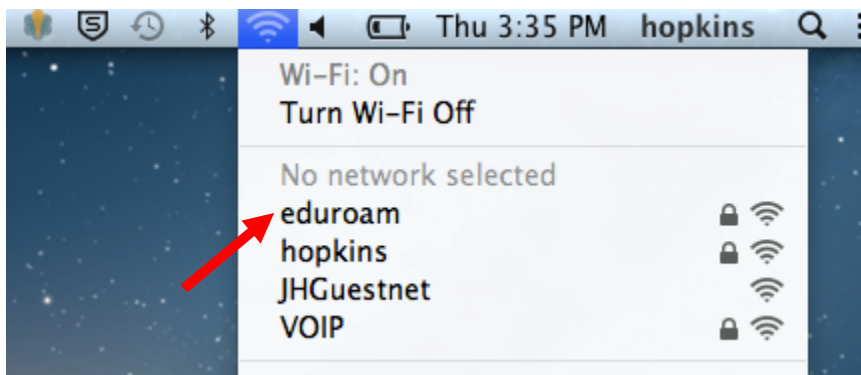 Thu 3:35 PM hopkins
Wi-Fi: On
Turn Wi-Fi Off
No network selected
eduroam
hopkins
JHGuestnet
VOIP